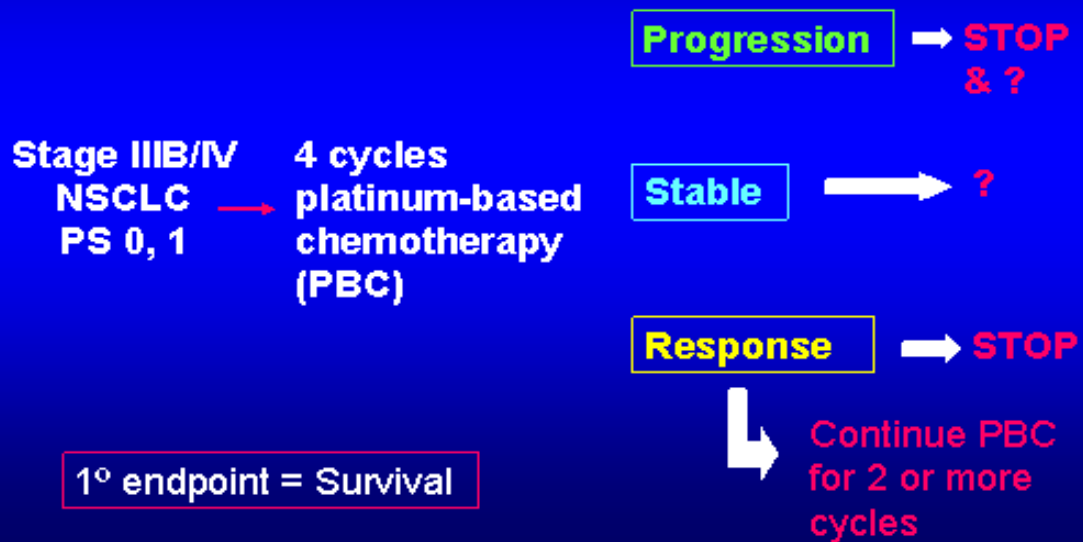 Stage IIIB/IV
NSCLC
PS 0, 1
4 cycles
platinum-based
chemotherapy
(PBC)
Progression
STOP
& ?
Stable
?
Response
STOP
Continue PBC
for 2 or more
cycles
1º endpoint = Survival